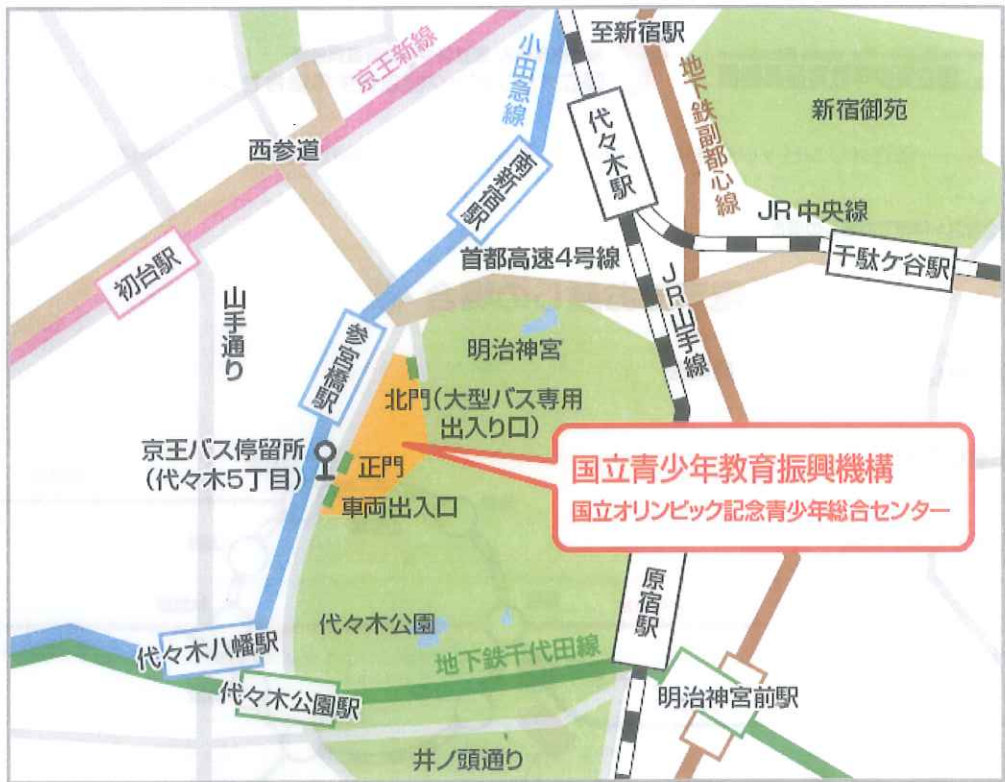 至新宿駅
京王新線
小田急線
地下鉄副都心線
新宿御苑
代々木駅
西参道
南新宿駅
JR中央線
首都高速4号線
千駄ケ谷駅
初台駅
山手通り
JR山手線
参宮橋駅
明治神宮
北門(大型バス専用
出入り口)
京王バス停留所
(代々木5丁目)
正門
車両出入口
国立青少年教育振興機構
国立オリンピック記念青少年総合センター
原宿駅
代々木公園
代々木八幡駅
地下鉄千代田線
代々木公園駅
明治神宮前駅
井ノ頭通り